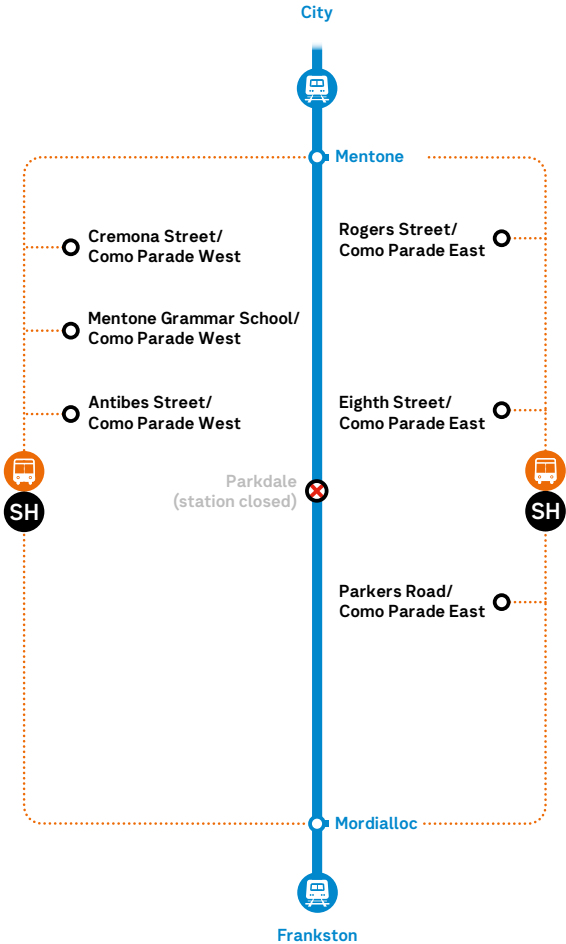 City
Mentone
Cremona Street/
Como Parade West
Rogers Street/
Como Parade East
Mentone Grammar School/
Como Parade West
Antibes Street/
Como Parade West
Eighth Street/
Como Parade East
Parkdale
(station closed)
SH
SH
Parkers Road/
Como Parade East
Mordialloc
Frankston